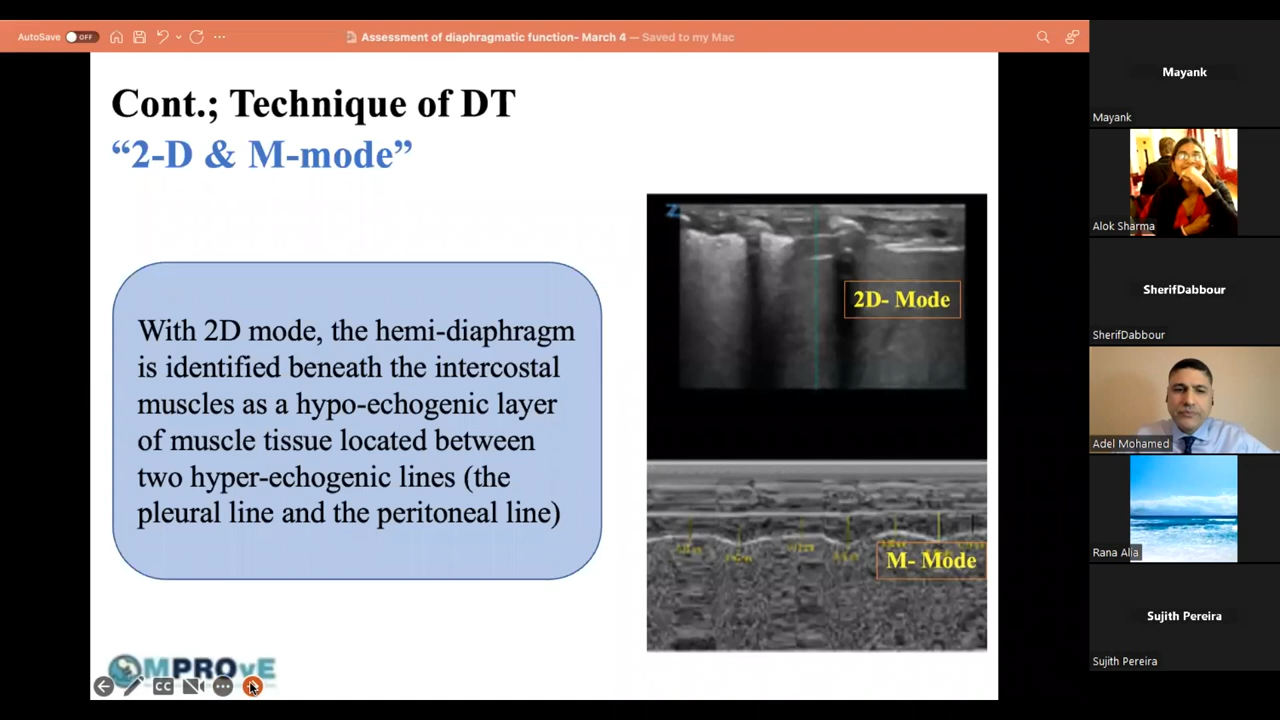 AutoSave OFF
Assessment of diaphragmatic function- March 4 — Saved to my Mac
Cont.; Technique of DT
“2-D & M-mode”
With 2D mode, the hemi-diaphragm
is identified beneath the intercostal
muscles as a hypo-echogenic layer
of muscle tissue located between
two hyper-echogenic lines (the
pleural line and the peritoneal line)
Z
2D- Mode
M- Mode
MPROvE
CC
Mayank
Mayank
Alok Sharma
SherifDabbour
SherifDabbour
Adel Mohamed
Rana Alia
Sujith Pereira
Sujith Pereira